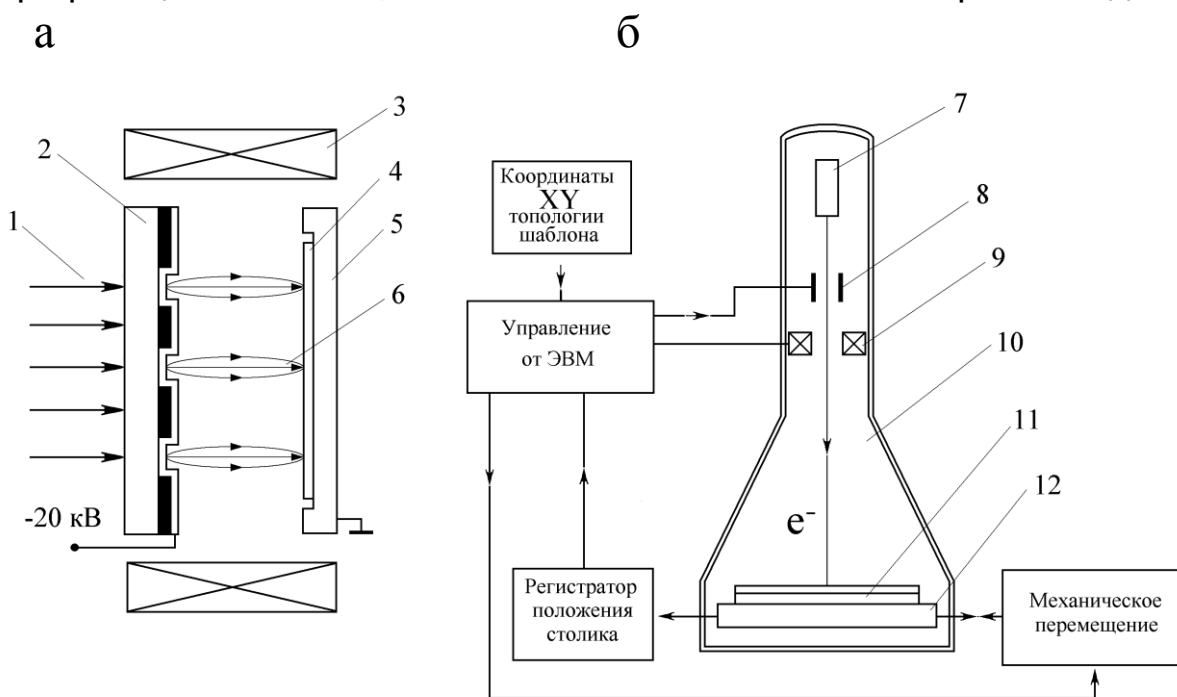 а
б
3
2
4
1
5
6
-20 кВ
7
Координаты
XY
топологии
шаблона
8
Управление
от ЭВМ
9
10
11
12
e-
Регистратор
положения
столика
Механическое
перемещение